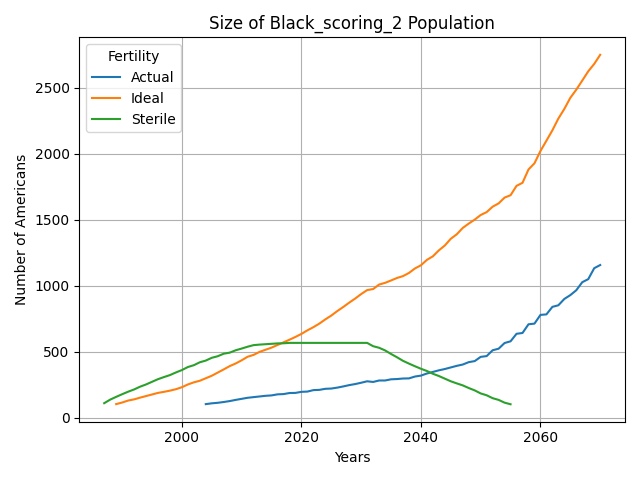 Size of Black_scoring_2 Population
Fertility
Actual
Ideal
Sterile
Number of Americans
2500
2000
1500
1000
500
0
2000
2020
2040
2060
Years